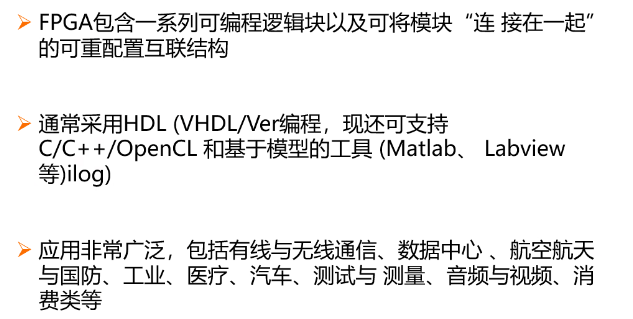 ➢ FPGA包含一系列可编程逻辑块以及可将模块“连 接在一起”
的可重配置互联结构
➢ 通常采用HDL (VHDL/Ver编程，现还可支持
C/C++/OpenCL 和基于模型的工具 (Matlab、 Labview
等)ilog)
➢ 应用非常广泛，包括有线与无线通信、数据中心 、航空航天
与国防、工业、医疗、汽车、测试与 测量、音频与视频、消
费类等